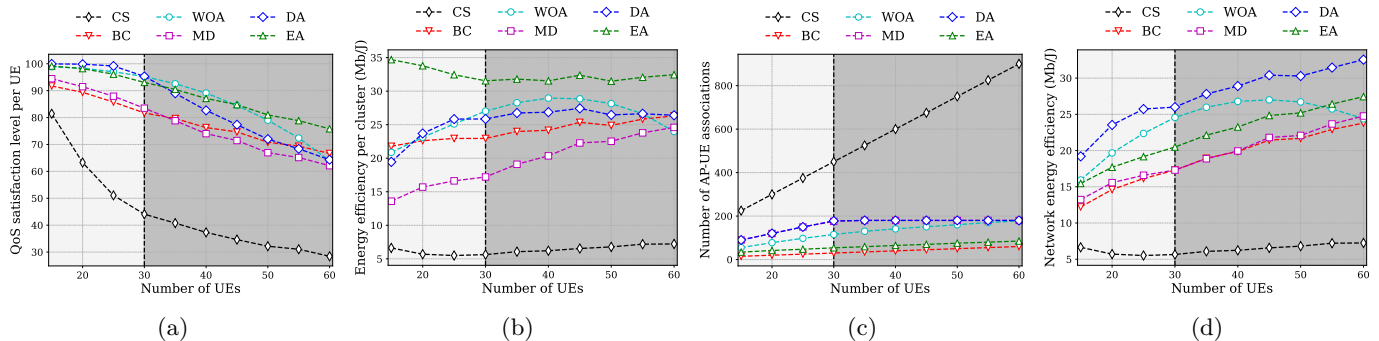 CS WOA DA
BC MD EA
100
90
80
70
60
50
40
30
20 30 40 50 60
QoS satisfaction level per UE
Number of UEs
(a)
CS WOA DA
BC MD EA
35
30
25
20
15
10
5
20 30 40 50 60
Energy efficiency per cluster (Mb/J)
Number of UEs
(b)
CS WOA DA
BC MD EA
800
600
400
200
0
20 30 40 50 60
Number of AP-UE associations
Number of UEs
(c)
CS WOA DA
BC MD EA
30
25
20
15
10
5
20 30 40 50 60
Network energy efficiency (Mb/J)
Number of UEs
(d)